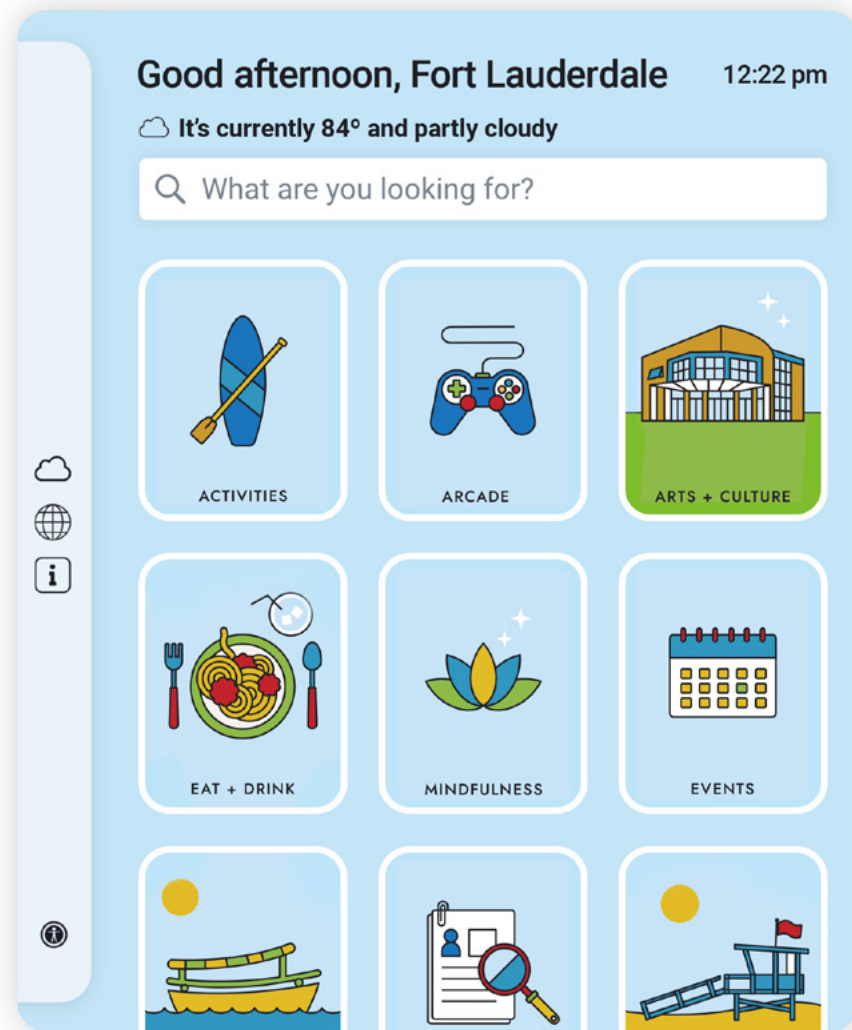 Good afternoon, Fort Lauderdale 12:22 pm
It's currently 84º and partly cloudy
What are you looking for?
ACTIVITIES ARCADE ARTS + CULTURE
EAT + DRINK MINDFULNESS EVENTS
i